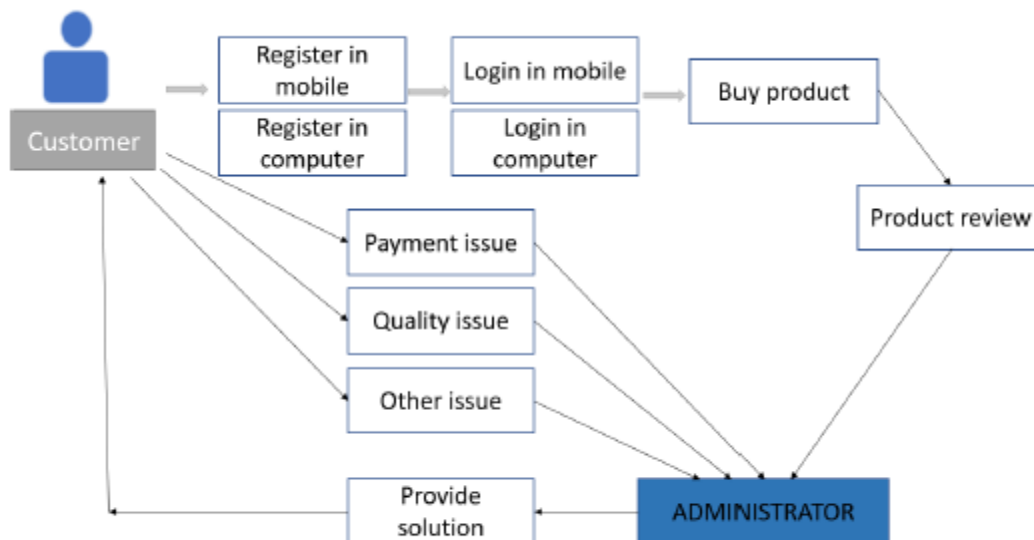 Register in
mobile
Login in mobile
Buy product
Customer
Register in
computer
Login in
computer
Product review
Payment issue
Quality issue
Other issue
Provide
solution
ADMINISTRATOR